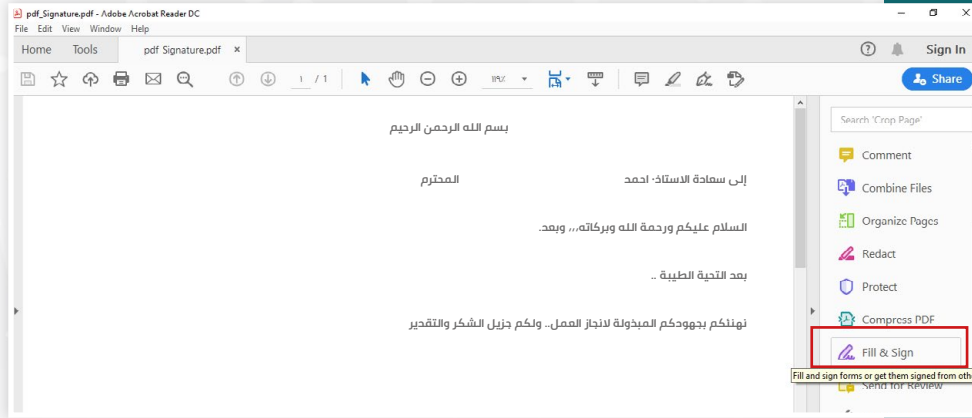 pdf_Signature.pdf - Adobe Acrobat Reader DC
File Edit View Window Help
Home Tools pdf Signature.pdf × Sign In
١ / 1 ١١٩٪ Share
بسم الله الرحمن الرحيم
إلى سعادة الاستاذ· احمد المحترم
السلام عليكم ورحمة الله وبركاته,,, وبعد.
بعد التحية الطيبة ..
نهنئكم بجهودكم المبذولة لانجاز العمل.. ولكم جزيل الشكر والتقدير
Search 'Crop Page'
Comment
Combine Files
Organize Pages
Redact
Protect
Compress PDF
Fill & Sign
Fill and sign forms or get them signed from
Send for Review